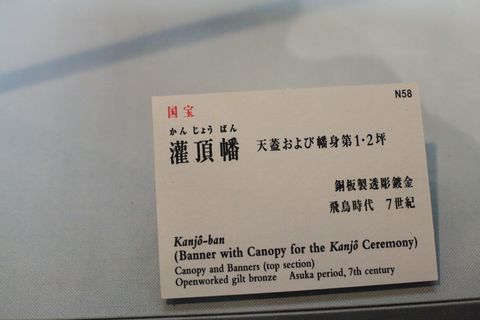 N58
国宝
かんじょうばん
灌頂幡 天蓋および幡身第1・2坪
銅板製透彫鍍金
飛鳥時代 7世紀
Kanjô-ban
(Banner with Canopy for the Kanjô Ceremony)
Canopy and Banners (top section)
Openworked gilt bronze Asuka period, 7th century